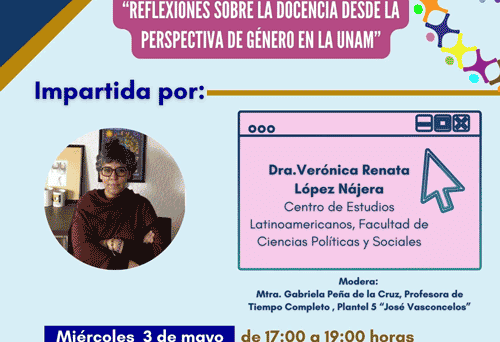 “REFLEXIONES SOBRE LA DOCENCIA DESDE LA
PERSPECTIVA DE GÉNERO EN LA UNAM”
Impartida por:
Dra.Verónica Renata
López Nájera
Centro de Estudios
Latinoamericanos, Facultad de
Ciencias Políticas y Sociales
Modera:
Mtra. Gabriela Peña de la Cruz, Profesora de
Tiempo Completo , Plantel 5 “José Vasconcelos”
Miércoles 3 de mayo de 17:00 a 19:00 horas